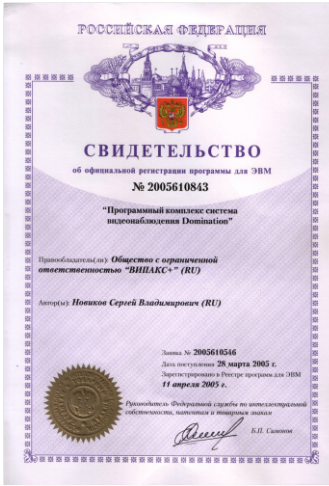 РОССИЙСКАЯ ФЕДЕРАЦИЯ
СВИДЕТЕЛЬСТВО
об официальной регистрации программы для ЭВМ
№ 2005610843
"Программный комплекс система
видеонаблюдения Domination"
Правообладатель(ли): Общество с ограниченной
ответственностью "ВИПАКС+" (RU)
Автор(ы): Новиков Сергей Владимирович (RU)
Заявка № 2005610546
Дата поступления 28 марта 2005 г.
Зарегистрировано в Реестре программ для ЭВМ
11 апреля 2005 г.
Руководитель Федеральной службы по интеллектуальной
собственности, патентам и товарным знакам
Б.П. Симонов